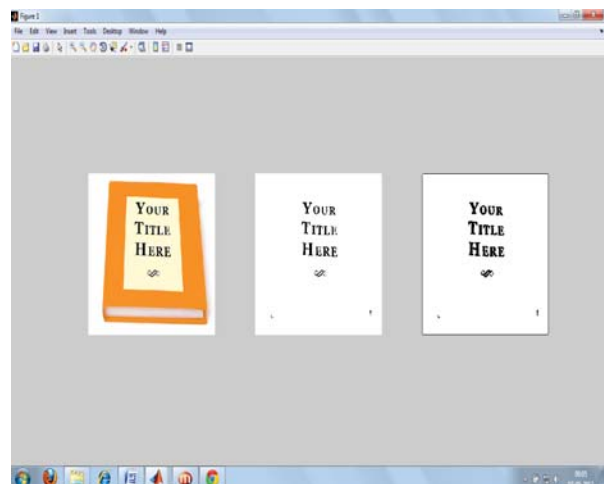 Figure 1
File Edit View Insert Tools Desktop Window Help
YOUR
TITLE
HERE
YOUR
TITLE
HERE
YOUR
TITLE
HERE